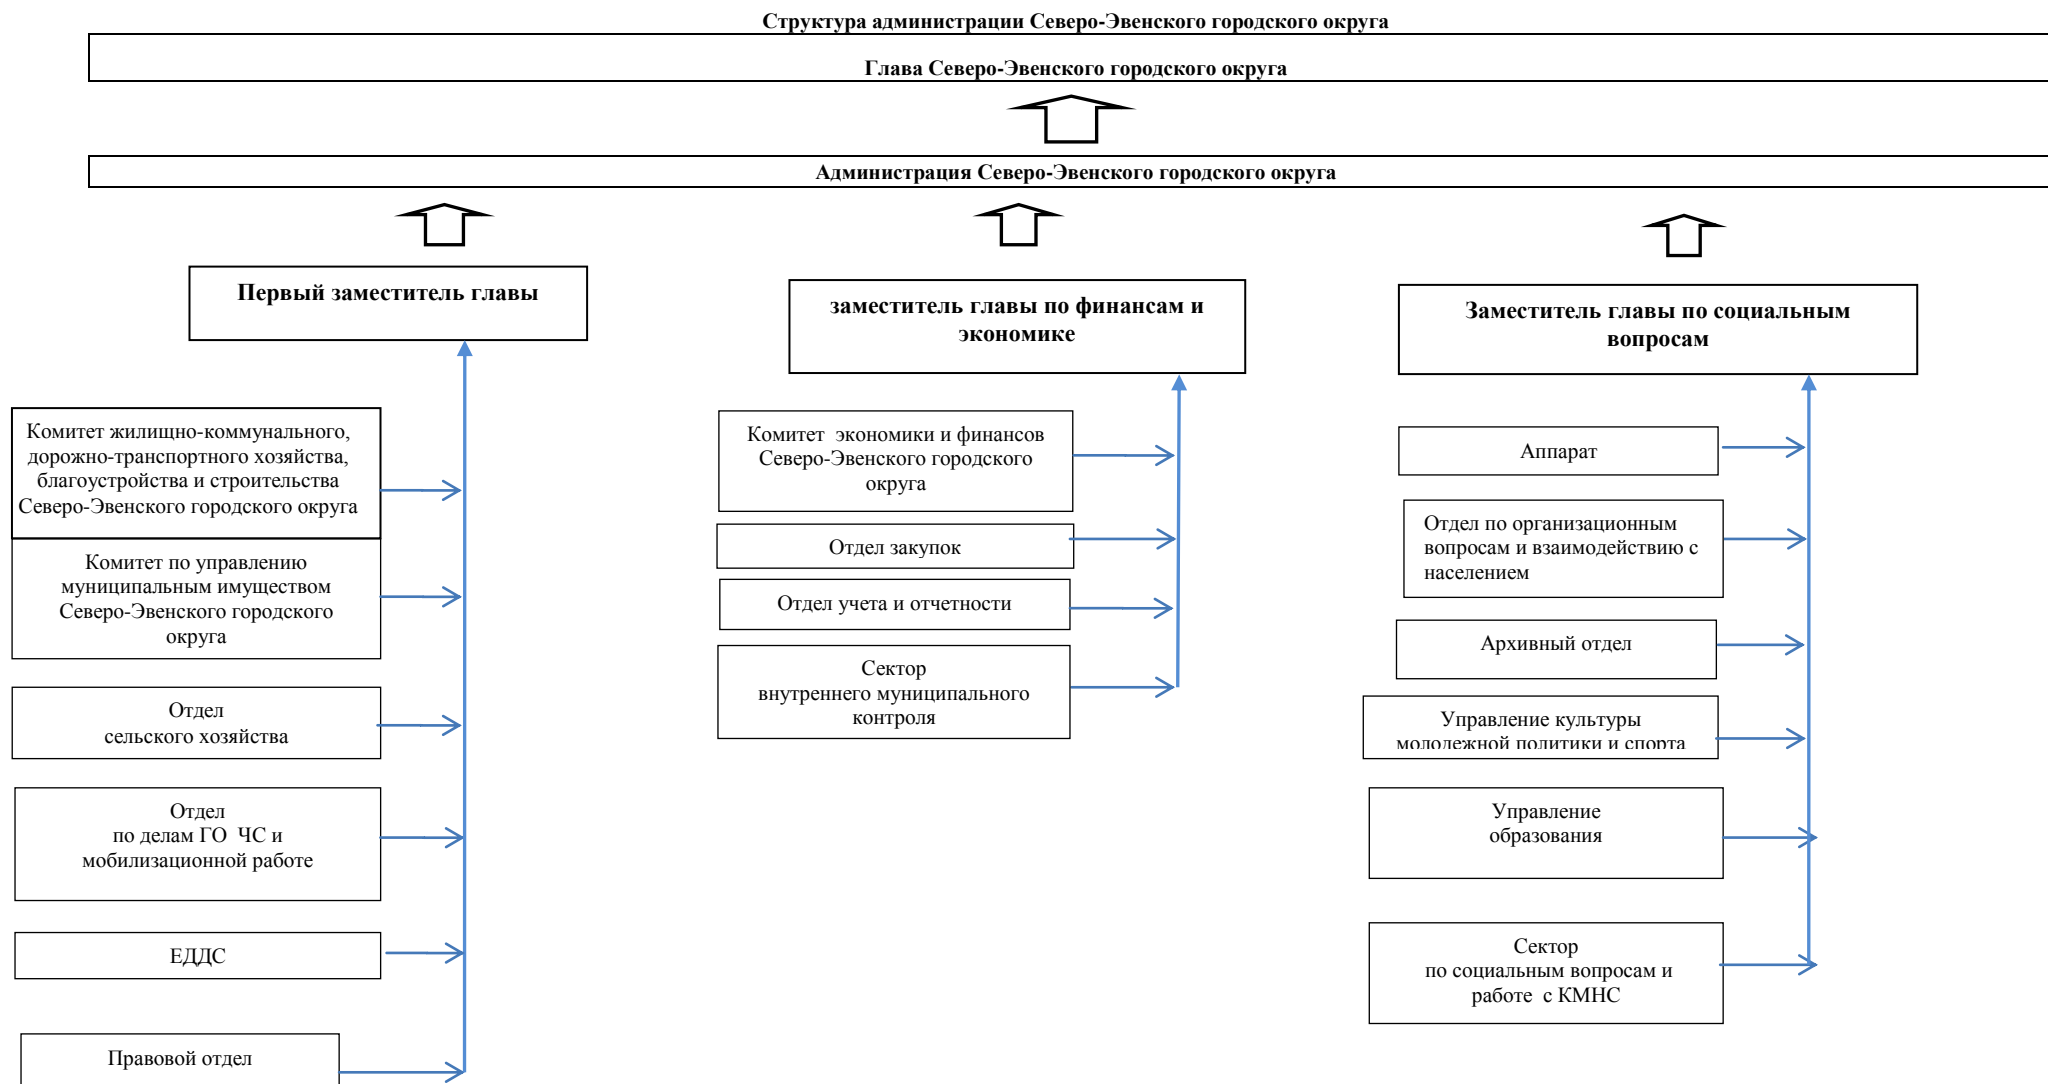 Структура администрации Северо-Эвенского городского округа
Глава Северо-Эвенского городского округа
Администрация Северо-Эвенского городского округа
Первый заместитель главы
Комитет жилищно-коммунального,
дорожно-транспортного хозяйства,
благоустройства и строительства
Северо-Эвенского городского округа
Комитет по управлению
муниципальным имуществом
Северо-Эвенского городского
округа
Отдел
сельского хозяйства
Отдел
по делам ГО ЧС и
мобилизационной работе
ЕДДС
Правовой отдел
заместитель главы по финансам и
экономике
Комитет экономики и финансов
Северо-Эвенского городского
округа
Отдел закупок
Отдел учета и отчетности
Сектор
внутреннего муниципального
контроля
Заместитель главы по социальным
вопросам
Аппарат
Отдел по организационным
вопросам и взаимодействию с
населением
Архивный отдел
Управление культуры
молодежной политики и спорта
Управление
образования
Сектор
по социальным вопросам и
работе с КМНС